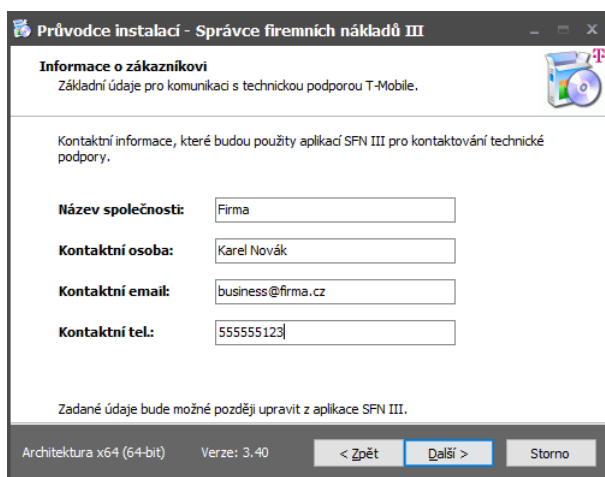 Průvodce instalací - Správce firemních nákladů III
Informace o zákazníkovi
Základní údaje pro komunikaci s technickou podporou T-Mobile.
T
Kontaktní informace, které budou použity aplikací SFN III pro kontaktování technické
podpory.
Název společnosti: Firma
Kontaktní osoba: Karel Novák
Kontaktní email: business@firma.cz
Kontaktní tel.: 555555123
Zadané údaje bude možné později upravit z aplikace SFN III.
Architektura x64 (64-bit) Verze: 3.40 < Zpět Další > Storno